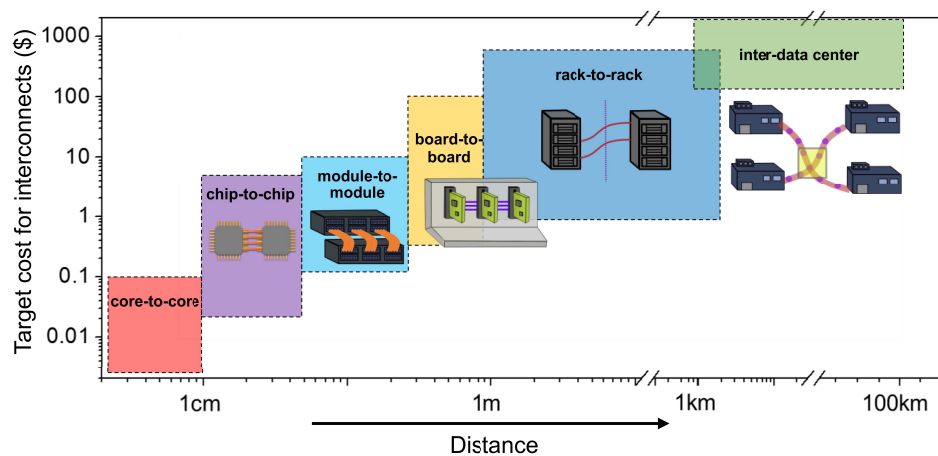 Target cost for interconnects ($)
1000
100
10
1
0.1
0.01
core-to-core
chip-to-chip
module-to-
module
board-to-
board
rack-to-rack
inter-data center
1cm
1m
1km
100km
Distance